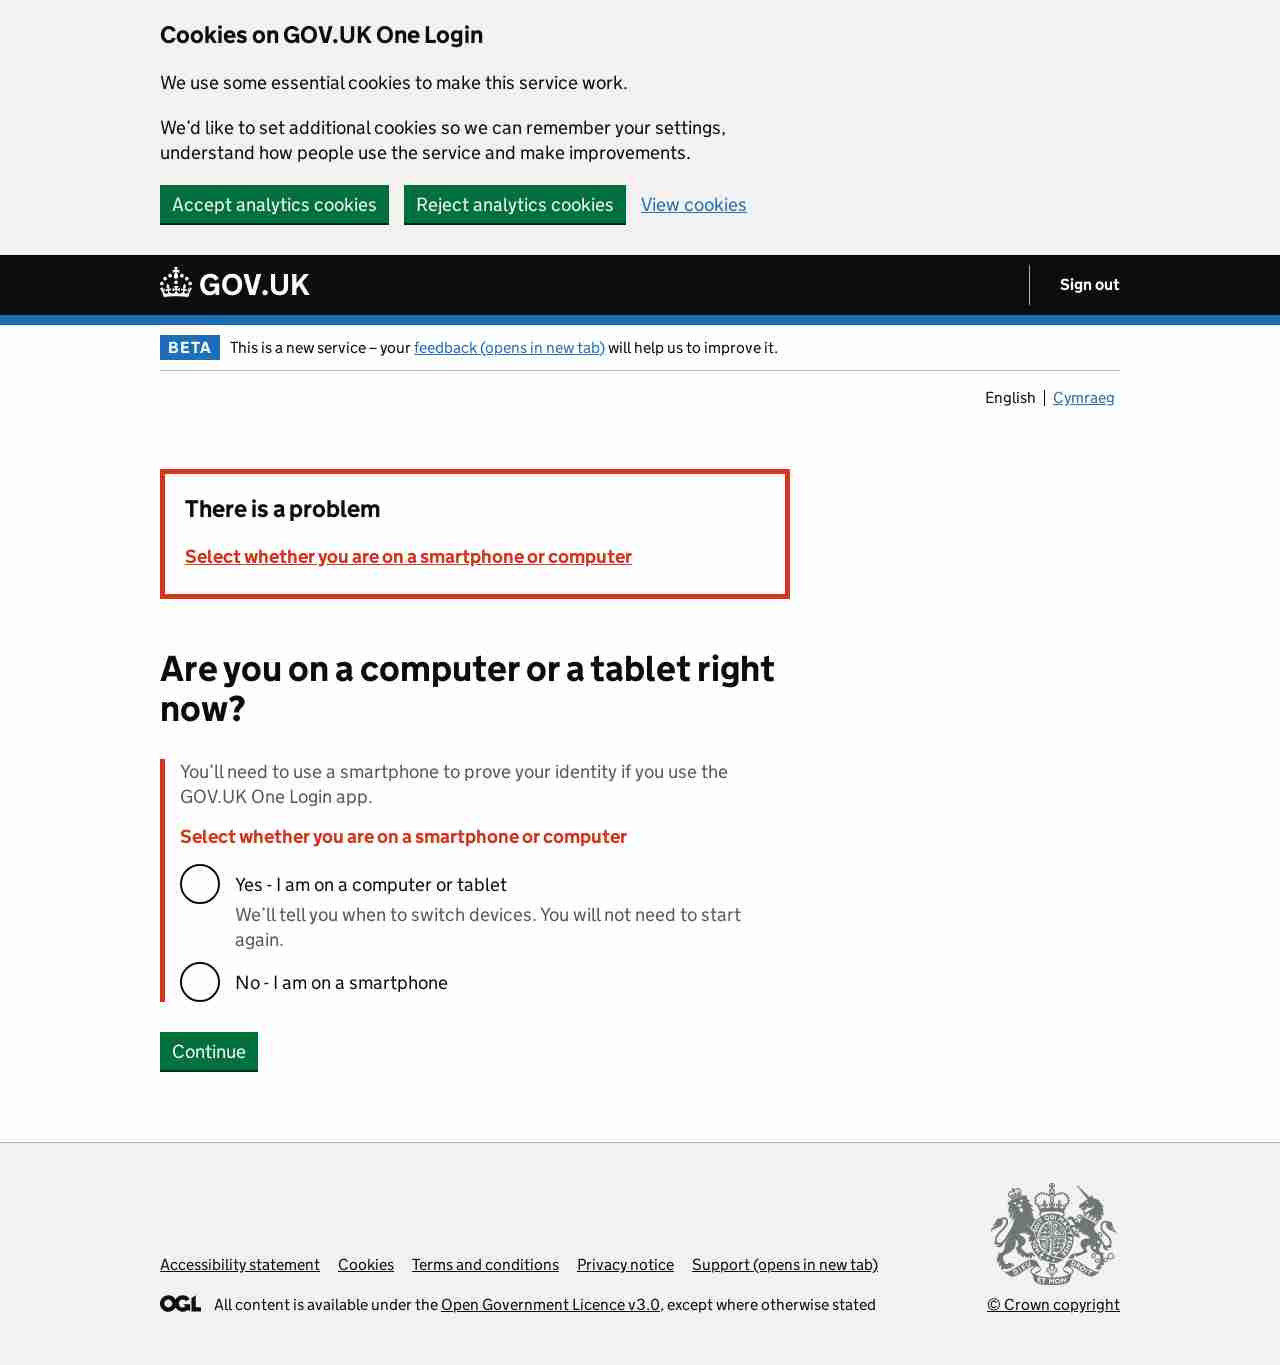 Cookies on GOV.UK One Login
We use some essential cookies to make this service work.
We’d like to set additional cookies so we can remember your settings,
understand how people use the service and make improvements.
Accept analytics cookies
Reject analytics cookies
View cookies
GOV.UK
Sign out
BETA
This is a new service – your feedback (opens in new tab) will help us to improve it.
English
Cymraeg
There is a problem
Select whether you are on a smartphone or computer
Are you on a computer or a tablet right
now?
You’ll need to use a smartphone to prove your identity if you use the
GOV.UK One Login app.
Select whether you are on a smartphone or computer
Yes - I am on a computer or tablet
We’ll tell you when to switch devices. You will not need to start
again.
No - I am on a smartphone
Continue
Accessibility statement
Cookies
Terms and conditions
Privacy notice
Support (opens in new tab)
OGL
All content is available under the Open Government Licence v3.0, except where otherwise stated
© Crown copyright